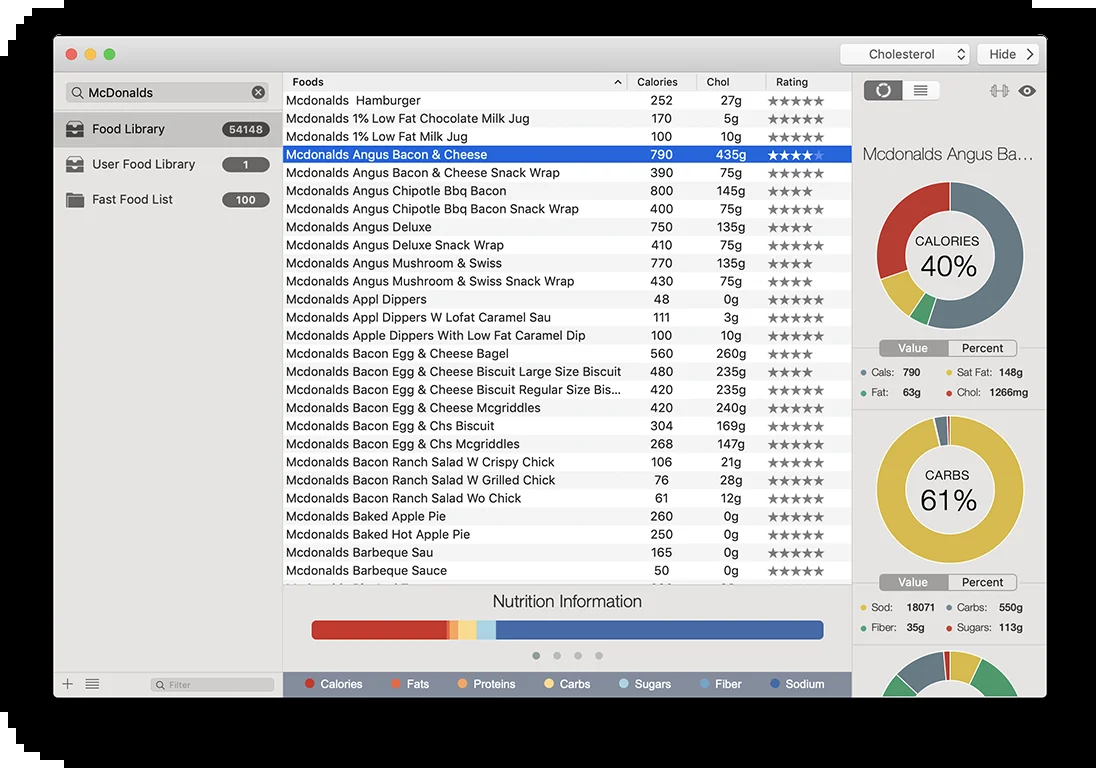 Cholesterol Hide
McDonalds
Food Library 54148
User Food Library 1
Fast Food List 100
Filter
Foods Calories Chol Rating
Mcdonalds Hamburger 252 27g ★★★★★
Mcdonalds 1% Low Fat Chocolate Milk Jug 170 5g ★★★★★
Mcdonalds 1% Low Fat Milk Jug 100 10g ★★★★★
Mcdonalds Angus Bacon & Cheese 790 435g ★★★★★
Mcdonalds Angus Bacon & Cheese Snack Wrap 390 75g ★★★★★
Mcdonalds Angus Chipotle Bbq Bacon 800 145g ★★★★
Mcdonalds Angus Chipotle Bbq Bacon Snack Wrap 400 75g ★★★★★
Mcdonalds Angus Deluxe 750 135g ★★★★
Mcdonalds Angus Deluxe Snack Wrap 410 75g ★★★★★
Mcdonalds Angus Mushroom & Swiss 770 135g ★★★★
Mcdonalds Angus Mushroom & Swiss Snack Wrap 430 75g ★★★★
Mcdonalds Appl Dippers 48 0g ★★★★★
Mcdonalds Appl Dippers W Lofat Caramel Sau 111 3g ★★★★★
Mcdonalds Apple Dippers With Low Fat Caramel Dip 100 10g ★★★★★
Mcdonalds Bacon Egg & Cheese Bagel 560 260g ★★★★
Mcdonalds Bacon Egg & Cheese Biscuit Large Size Biscuit 480 235g ★★★★
Mcdonalds Bacon Egg & Cheese Biscuit Regular Size Bis... 420 235g ★★★★★
Mcdonalds Bacon Egg & Cheese Mcgriddles 420 240g ★★★★★
Mcdonalds Bacon Egg & Chs Biscuit 304 169g ★★★★★
Mcdonalds Bacon Egg & Chs Mcgriddles 268 147g ★★★★★
Mcdonalds Bacon Ranch Salad W Crispy Chick 106 21g ★★★★★
Mcdonalds Bacon Ranch Salad W Grilled Chick 76 28g ★★★★★
Mcdonalds Bacon Ranch Salad Wo Chick 61 12g ★★★★★
Mcdonalds Baked Apple Pie 260 0g ★★★★★
Mcdonalds Baked Hot Apple Pie 250 0g ★★★★★
Mcdonalds Barbeque Sau 165 0g ★★★★★
Mcdonalds Barbeque Sauce 50 0g ★★★★★
Nutrition Information
Calories Fats Proteins Carbs Sugars Fiber Sodium
Mcdonalds Angus Ba...
CALORIES
40%
Value Percent
Cals: 790 Sat Fat: 148g
Fat: 63g Chol: 1266mg
CARBS
61%
Value Percent
Sod: 18071 Carbs: 550g
Fiber: 35g Sugars: 113g